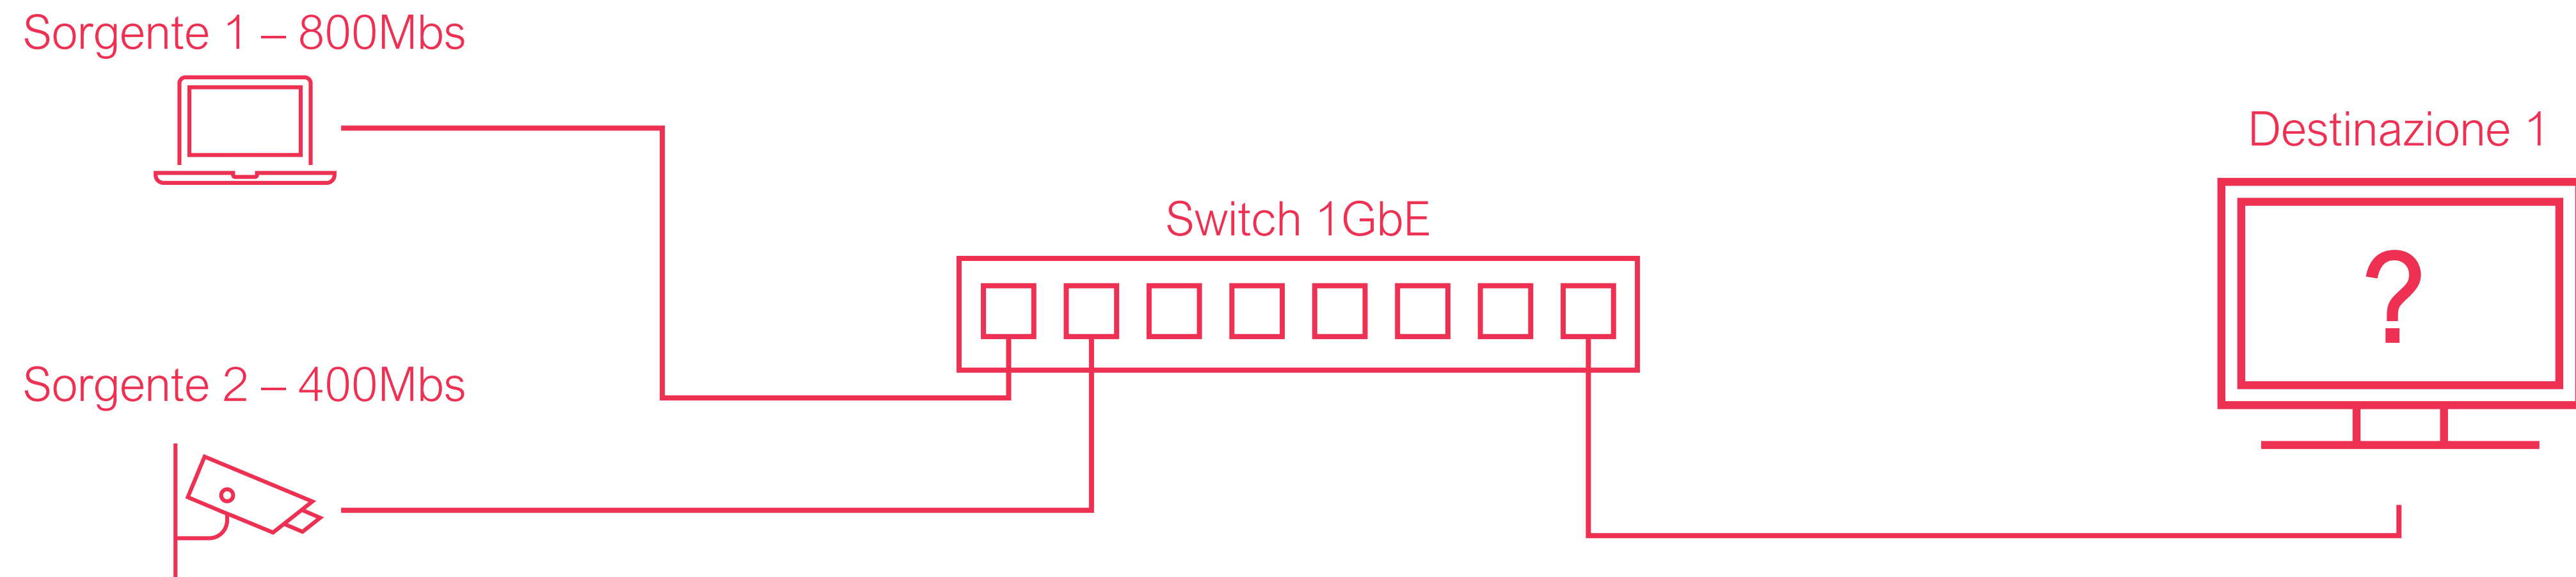 Sorgente 1 – 800Mbs
Destinazione 1
Switch 1GbE
?
Sorgente 2 – 400Mbs